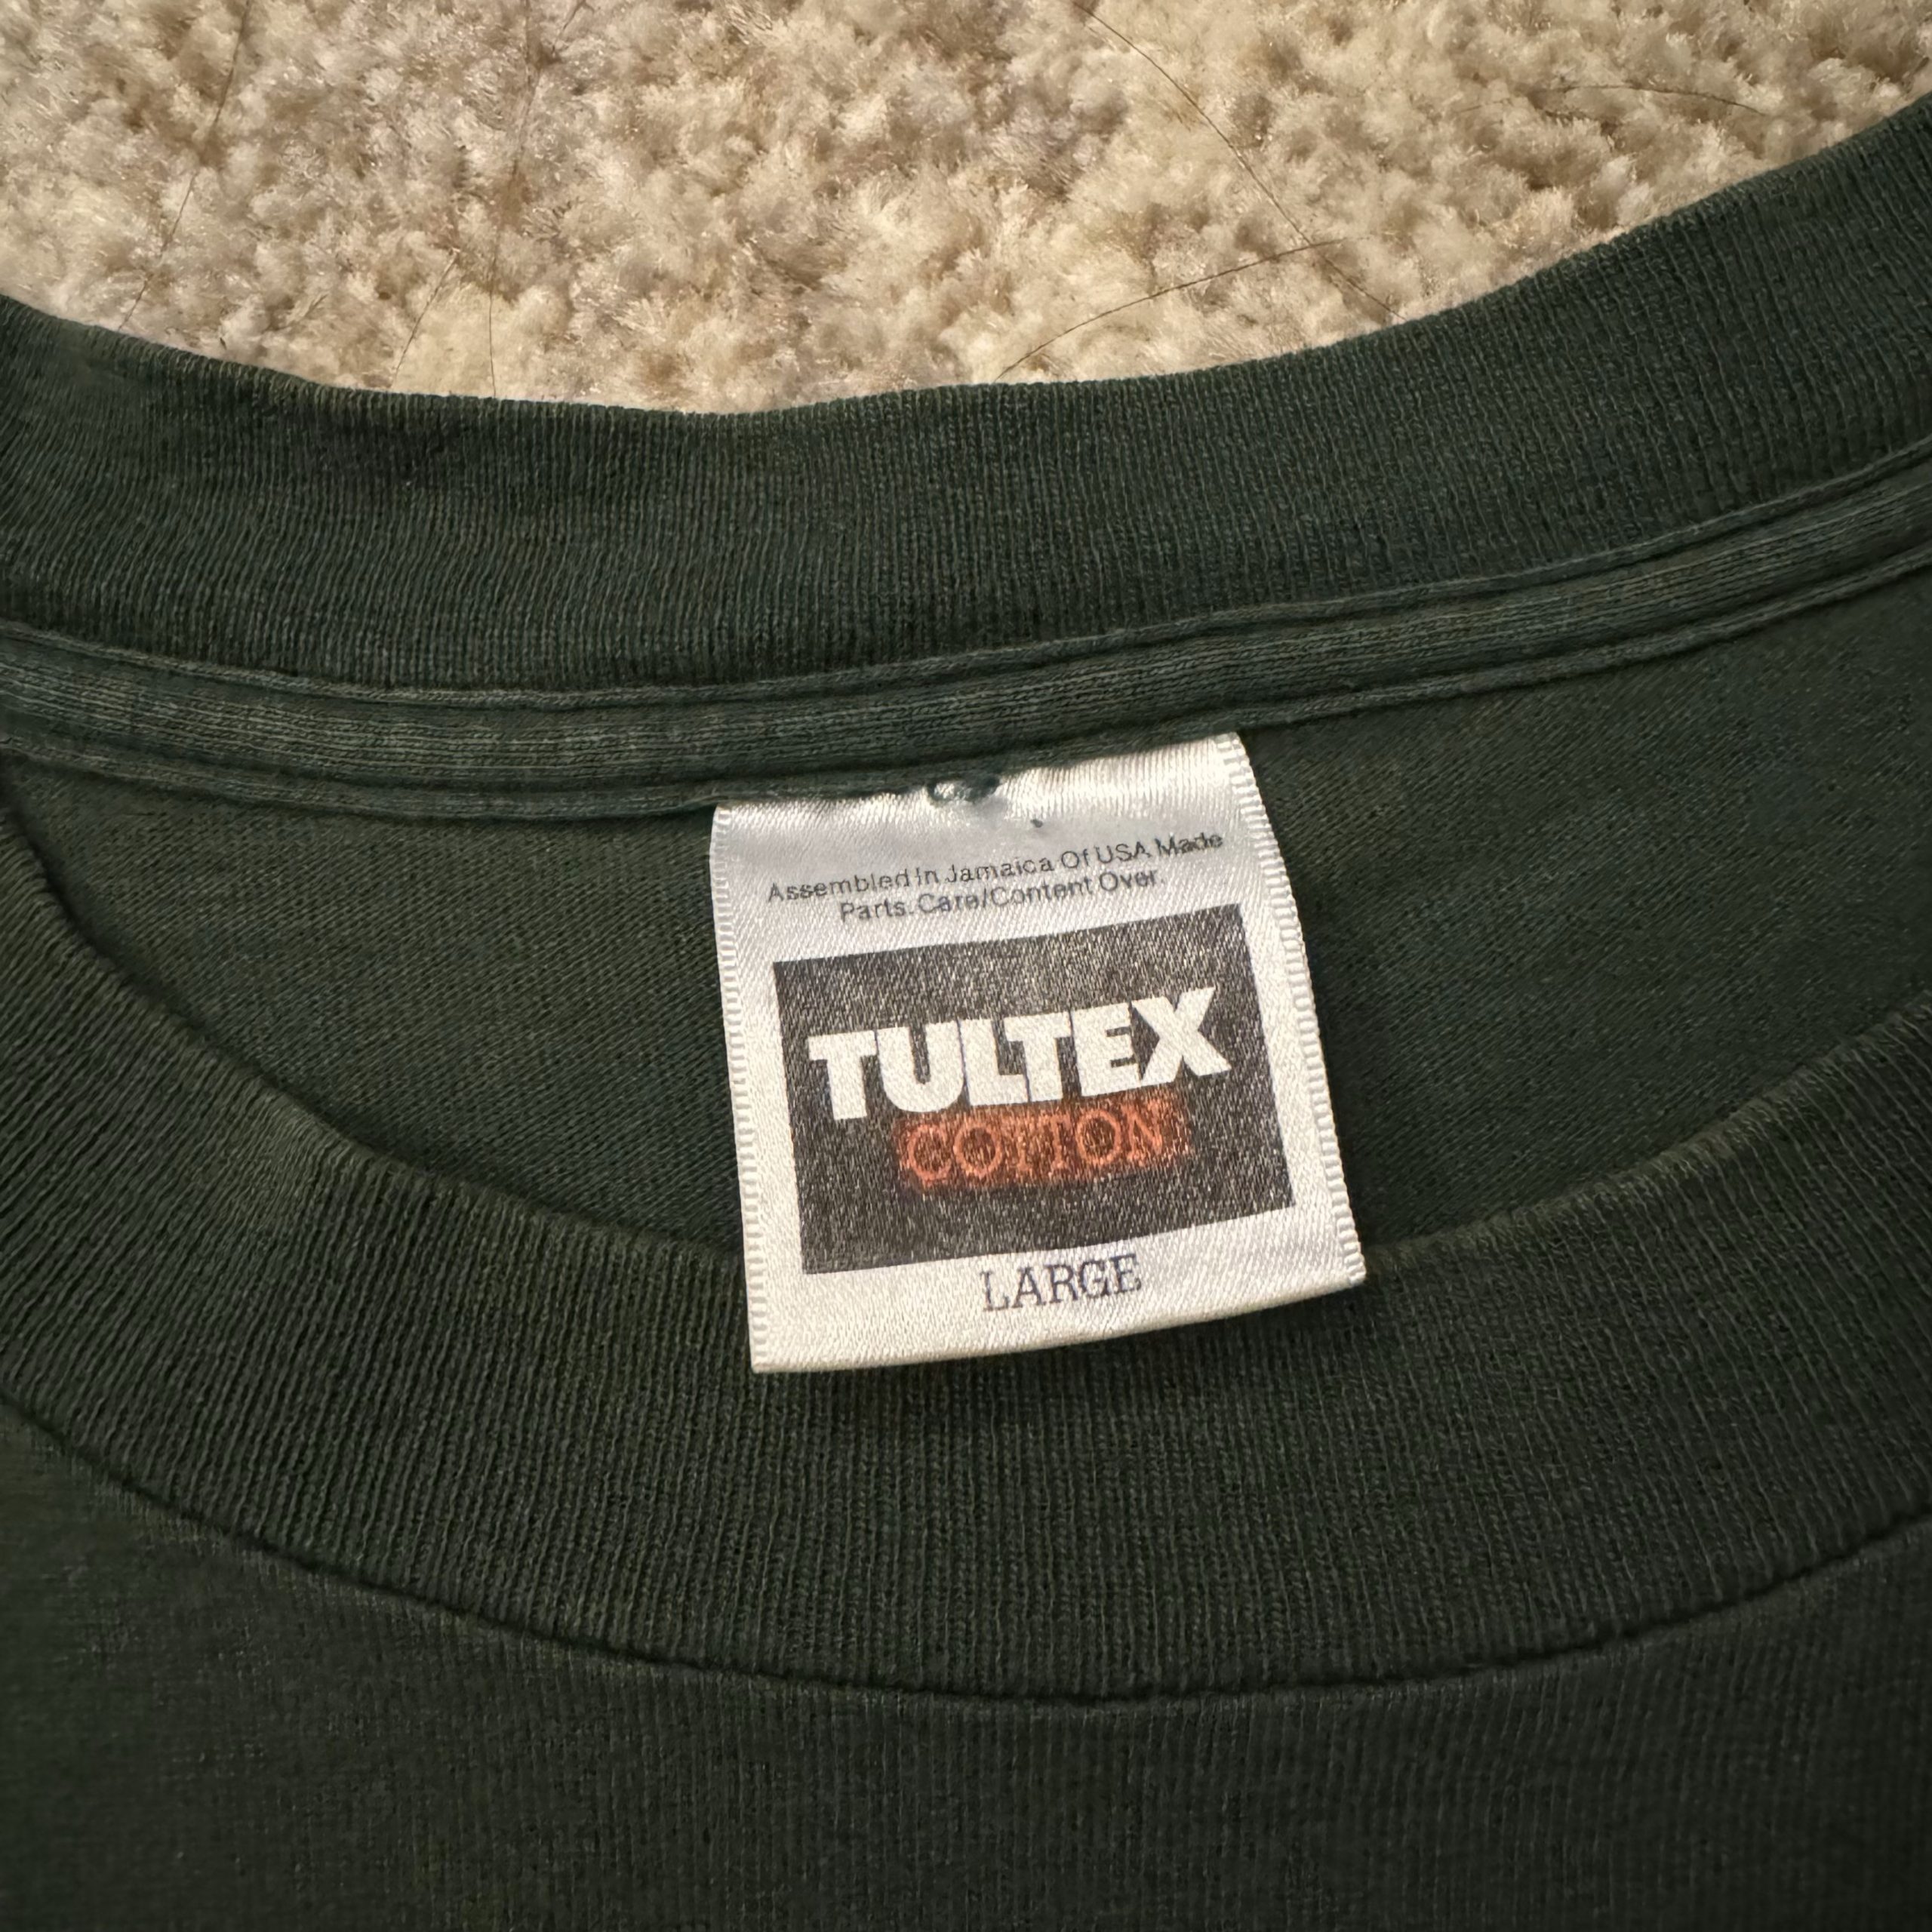 Assembled In Jamaica Of USA Made
Parts.Care/Content Over.
TULTEX
COTTON
LARGE